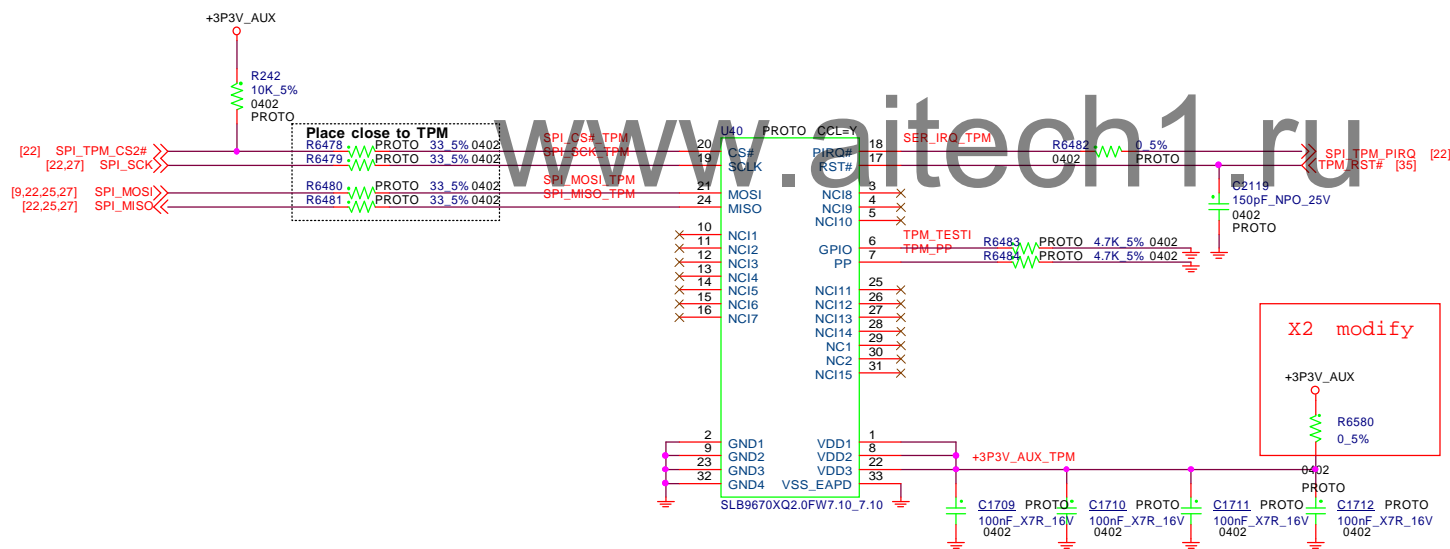 +3P3V_AUX
R242
10K_5%
0402
PROTO
Place close to TPM
www.aitech1.ru
[22] SPI_TPM_CS2#
R6478 PROTO 33_5% 0402
SPI_CS#_TPM
[22,27] SPI_SCK
R6479 PROTO 33_5% 0402
SPI_SCK_TPM
[9,22,25,27] SPI_MOSI
R6480 PROTO 33_5% 0402
SPI_MOSI_TPM
[22,25,27] SPI_MISO
R6481 PROTO 33_5% 0402
SPI_MISO_TPM
U40 PROTO CCL=Y
20 CS# PIRQ# 18
19 SCLK RST# 17
21 MOSI NCI8 3
24 MISO NCI9 4
NCI10 5
10 NCI1
11 NCI2 GPIO 6
12 NCI3 PP 7
13 NCI4
14 NCI5 NCI11 25
15 NCI6 NCI12 26
16 NCI7 NCI13 27
NCI14 28
NC1 29
NC2 30
NCI15 31
2 GND1 VDD1 1
9 GND2 VDD2 8
23 GND3 VDD3 22
32 GND4 VSS_EAPD 33
SLB9670XQ2.0FW7.10_7.10
SER_IRQ_TPM
R6482 0_5%
0402 PROTO
SPI_TPM_PIRQ [22]
TPM_RST# [35]
C2119
150pF_NPO_25V
0402
PROTO
TPM_TESTI
R6483 PROTO 4.7K_5% 0402
TPM_PP
R6484 PROTO 4.7K_5% 0402
X2 modify
+3P3V_AUX
R6580
0_5%
0402
PROTO
+3P3V_AUX_TPM
C1709 PROTO
100nF_X7R_16V
0402
C1710 PROTO
100nF_X7R_16V
0402
C1711 PROTO
100nF_X7R_16V
0402
C1712 PROTO
100nF_X7R_16V
0402